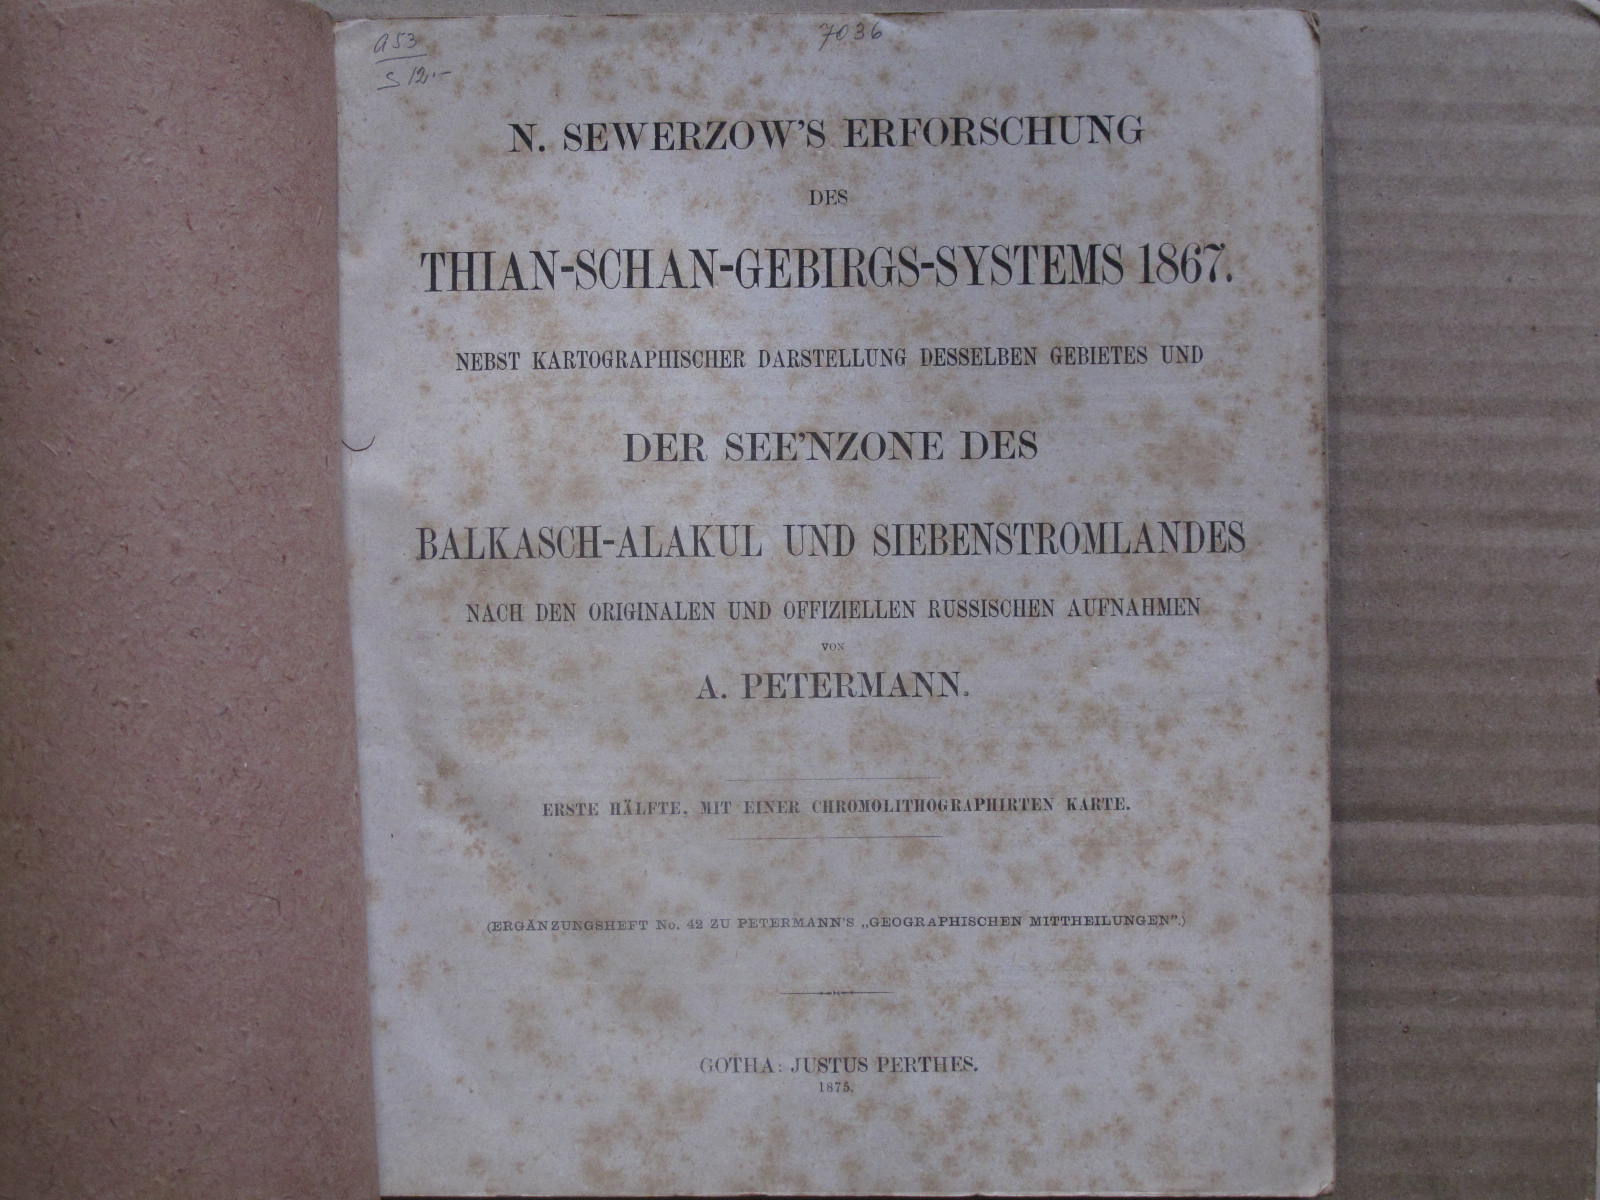 a53
S 12.-
7036
N. SEWERZOW'S ERFORSCHUNG
DES
THIAN-SCHAN-GEBIRGS-SYSTEMS 1867.
NEBST KARTOGRAPHISCHER DARSTELLUNG DESSELBEN GEBIETES UND
DER SEE'NZONE DES
BALKASCH-ALAKUL UND SIEBENSTROMLANDES
NACH DEN ORIGINALEN UND OFFIZIELLEN RUSSISCHEN AUFNAHMEN
VON
A. PETERMANN.
ERSTE HÄLFTE, MIT EINER CHROMOLITHOGRAPHIRTEN KARTE.
(ERGÄNZUNGSHEFT No. 42 ZU PETERMANN'S „GEOGRAPHISCHEN MITTHEILUNGEN".)
GOTHA: JUSTUS PERTHES.
1875.